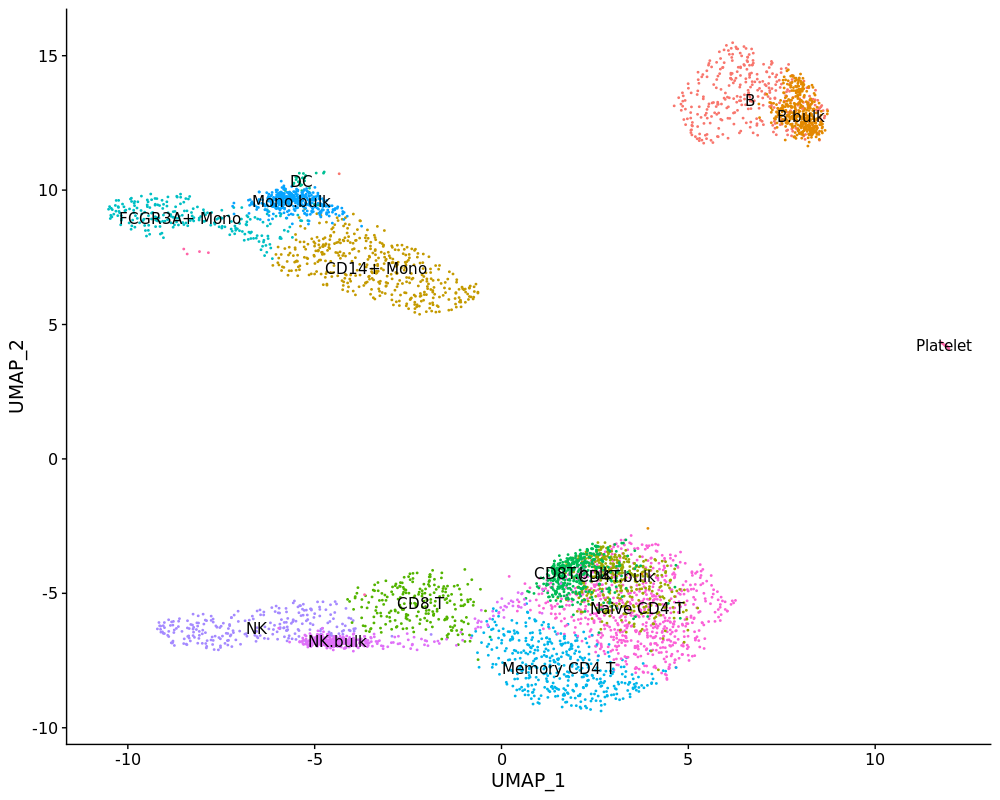 15
B
B.bulk
DC
10
Mono.bulk
FCGR3A+ Mono
CD14+ Mono
5
Platelet
UMAP_2
0
CD8T.bulk
CD4T.bulk
-5
CD8 T
Naive CD4 T
NK
NK.bulk
Memory CD4 T
-10
-10 -5 0 5 10
UMAP_1